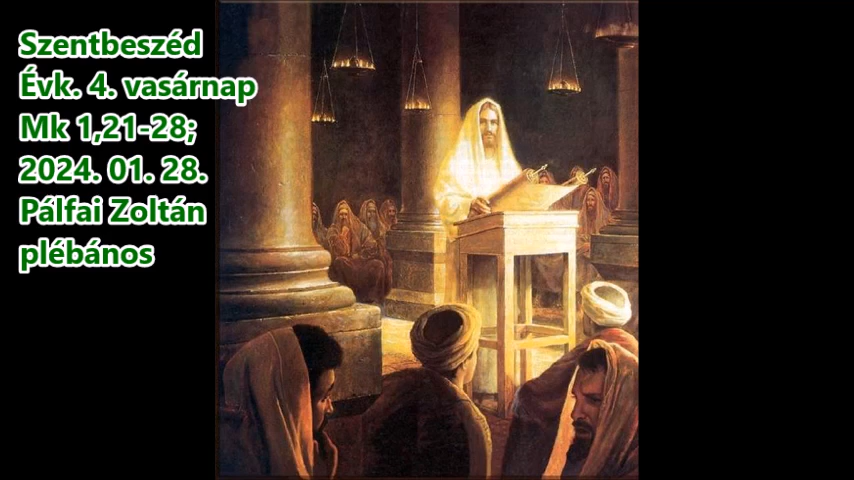 Szentbeszéd
Évk. 4. vasárnap
Mk 1,21-28;
2024. 01. 28.
Pálfai Zoltán
plébános